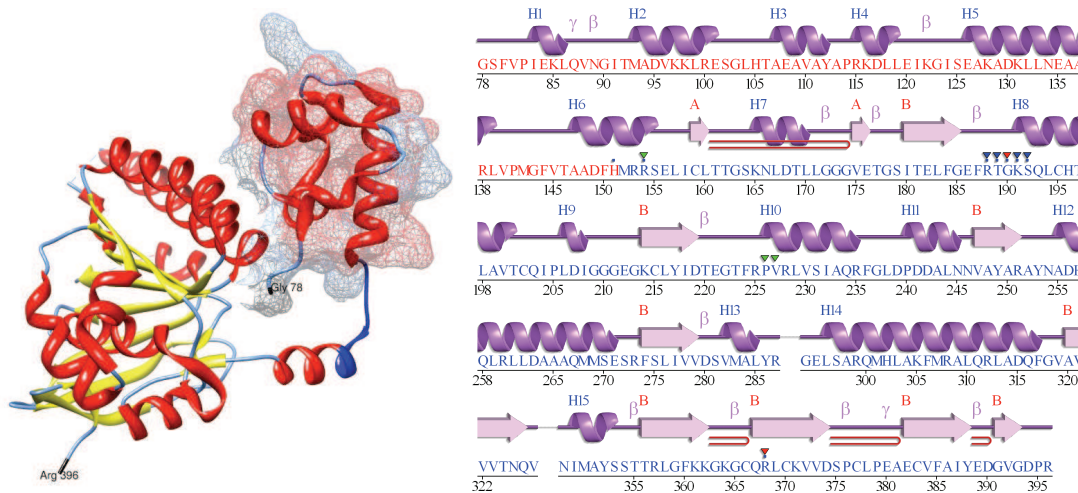 H1 γ β H2 H3 H4 β H5
GSFVPIEKLQVNGITMADVKKLRESGLHTAEAVAYAPRKDLLEIKGISEAKADKLLNEAA
78 85 90 95 100 105 110 115 120 125 130 135
H6 A H7 β A β B β H8
RLVPMGFVTAADFHMRRSELICLTTGSKNLDTLLGGGVETGSITELFGEFRTGKSQLCHT
138 145 150 155 160 165 170 175 180 185 190 195
H9 B β H10 H11 B H12
LAVTCQIPLDIGGGEGKCLYIDTEGTFRPVRLVSIAQRFGLDPDDALNNVAYARAYNADH
198 205 210 215 220 225 230 235 240 245 250 255
B β H13 H14 B
QLRLLDAAAQMMSESRFSLIVVDSVMALYR GELSARQMHLAKFMRALQRLADQFGVAV
258 265 270 275 280 285 300 305 310 315 320
H15 β B β B β γ B β B
VVTNQV NIMAYSSTTRLGFKKGKGCQRLCKVVDSPCLPEAECVFAIYEDGVGDPR
322 355 360 365 370 375 380 385 390 395
Gly 78
Arg 396